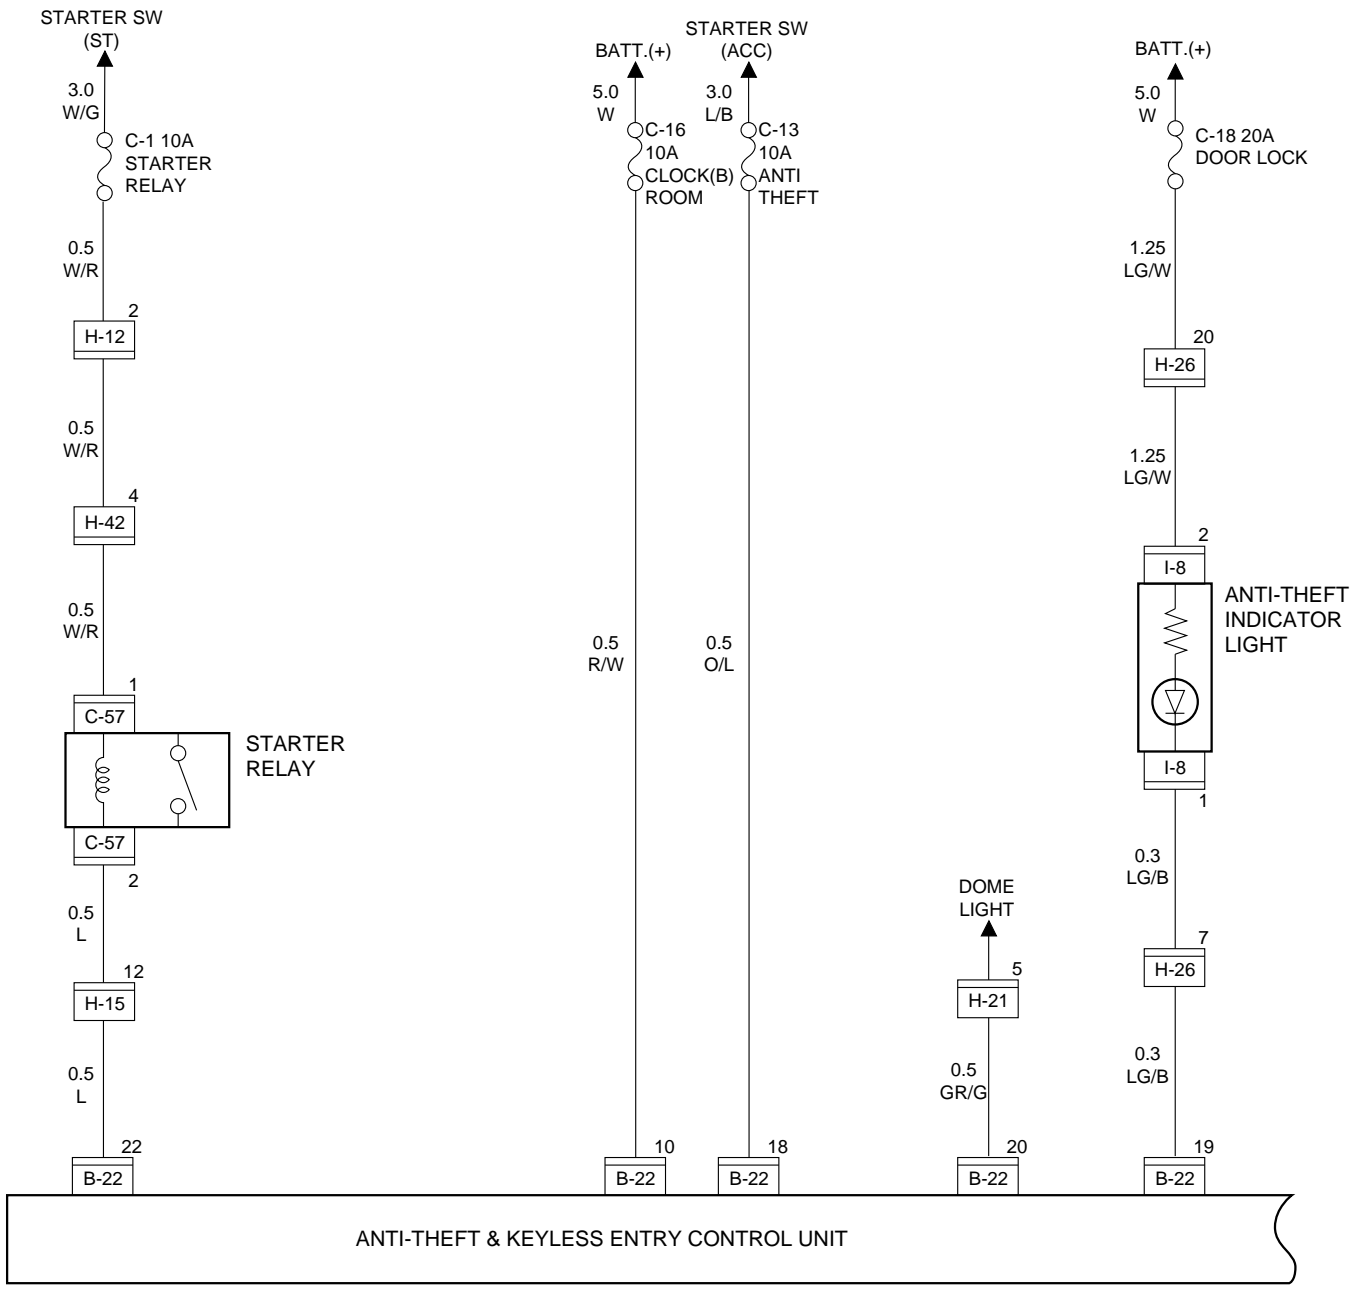 STARTER SW
(ST)
3.0
W/G
C-1 10A
STARTER
RELAY
0.5
W/R
2
H-12
0.5
W/R
4
H-42
0.5
W/R
1
C-57
STARTER
RELAY
C-57
2
0.5
L
12
H-15
0.5
L
22
B-22
BATT.(+)
5.0
W
C-16
10A
CLOCK(B)
ROOM
0.5
R/W
10
B-22
STARTER SW
(ACC)
3.0
L/B
C-13
10A
ANTI
THEFT
0.5
O/L
18
B-22
DOME
LIGHT
5
H-21
0.5
GR/G
20
B-22
BATT.(+)
5.0
W
C-18 20A
DOOR LOCK
1.25
LG/W
20
H-26
1.25
LG/W
2
I-8
ANTI-THEFT
INDICATOR
LIGHT
I-8
1
0.3
LG/B
7
H-26
0.3
LG/B
19
B-22
ANTI-THEFT & KEYLESS ENTRY CONTROL UNIT